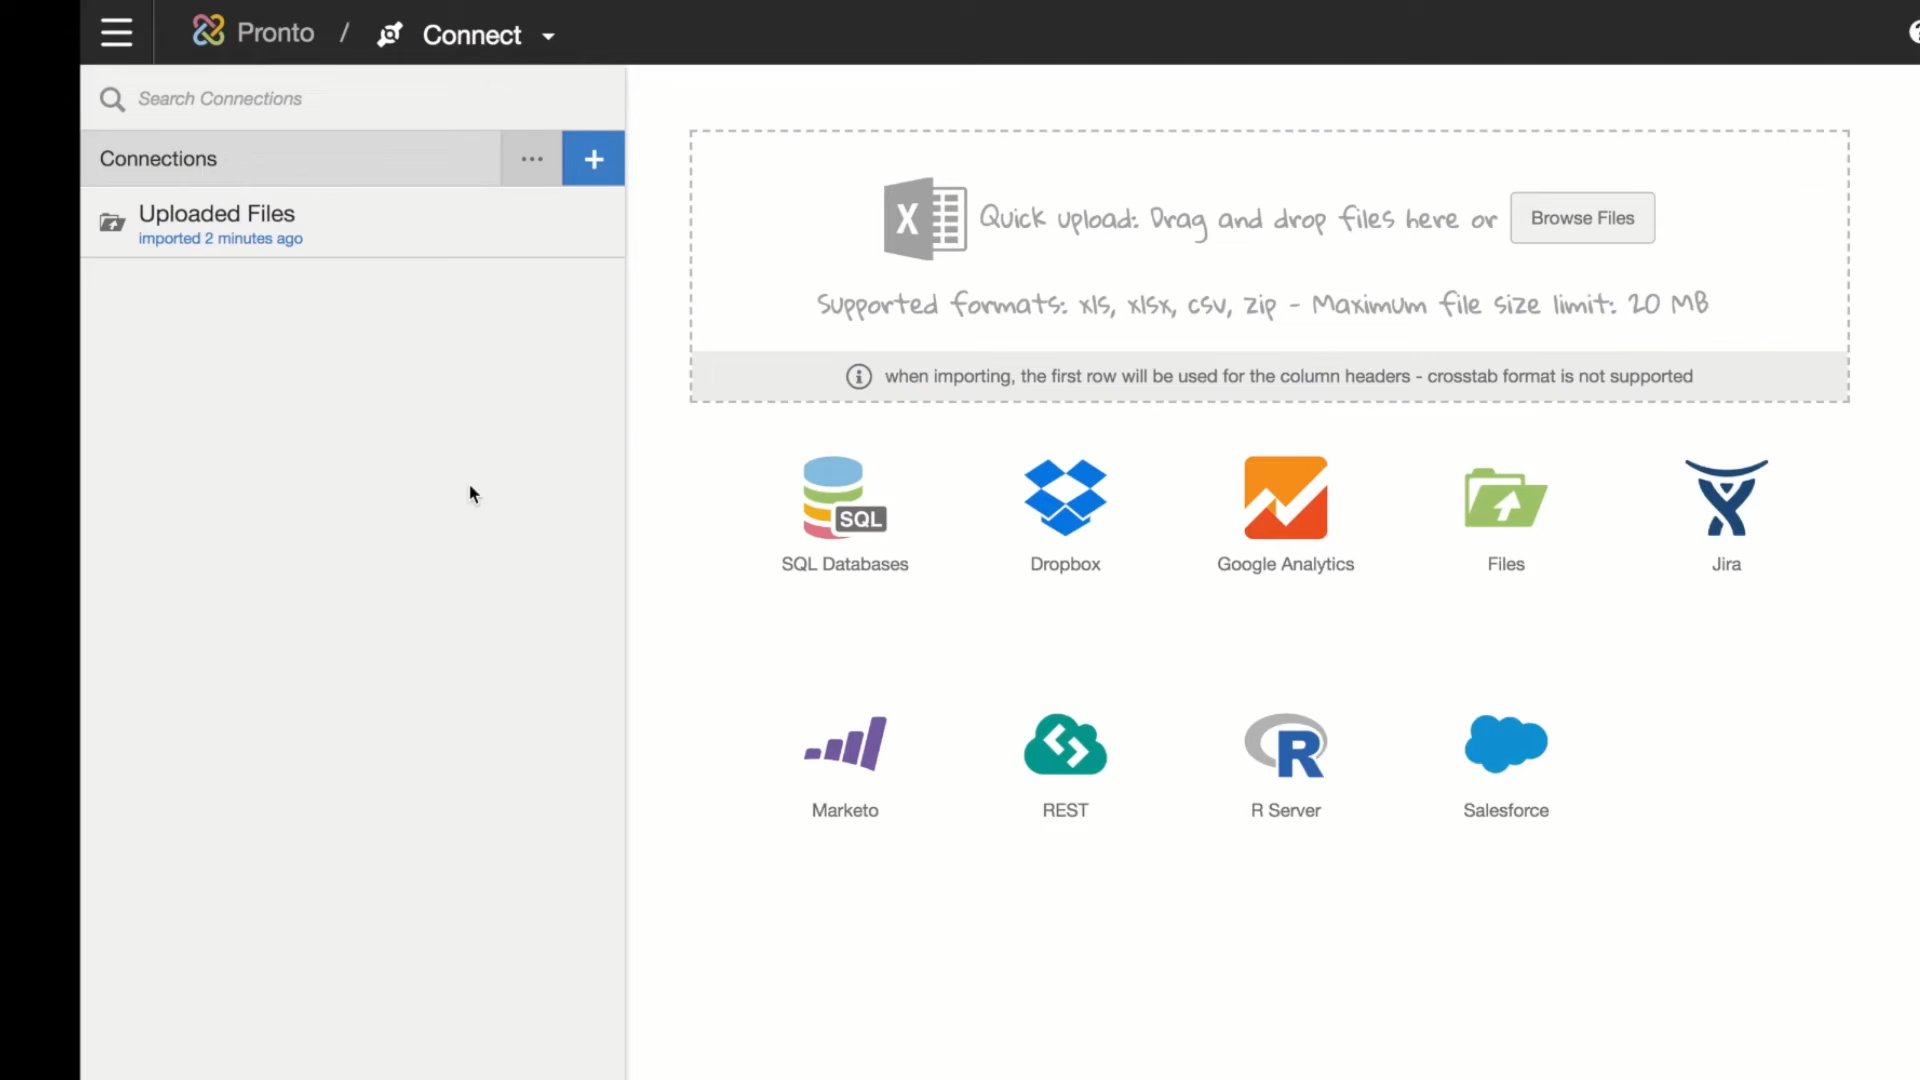 Pronto / Connect
Search Connections
Connections
Uploaded Files
imported 2 minutes ago
X
Quick upload: Drag and drop files here or
Browse Files
Supported formats: xls, xlsx, csv, zip - Maximum file size limit: 20 MB
when importing, the first row will be used for the column headers - crosstab format is not supported
SQL
SQL Databases
Dropbox
Google Analytics
Files
Jira
R
Marketo
REST
R Server
Salesforce